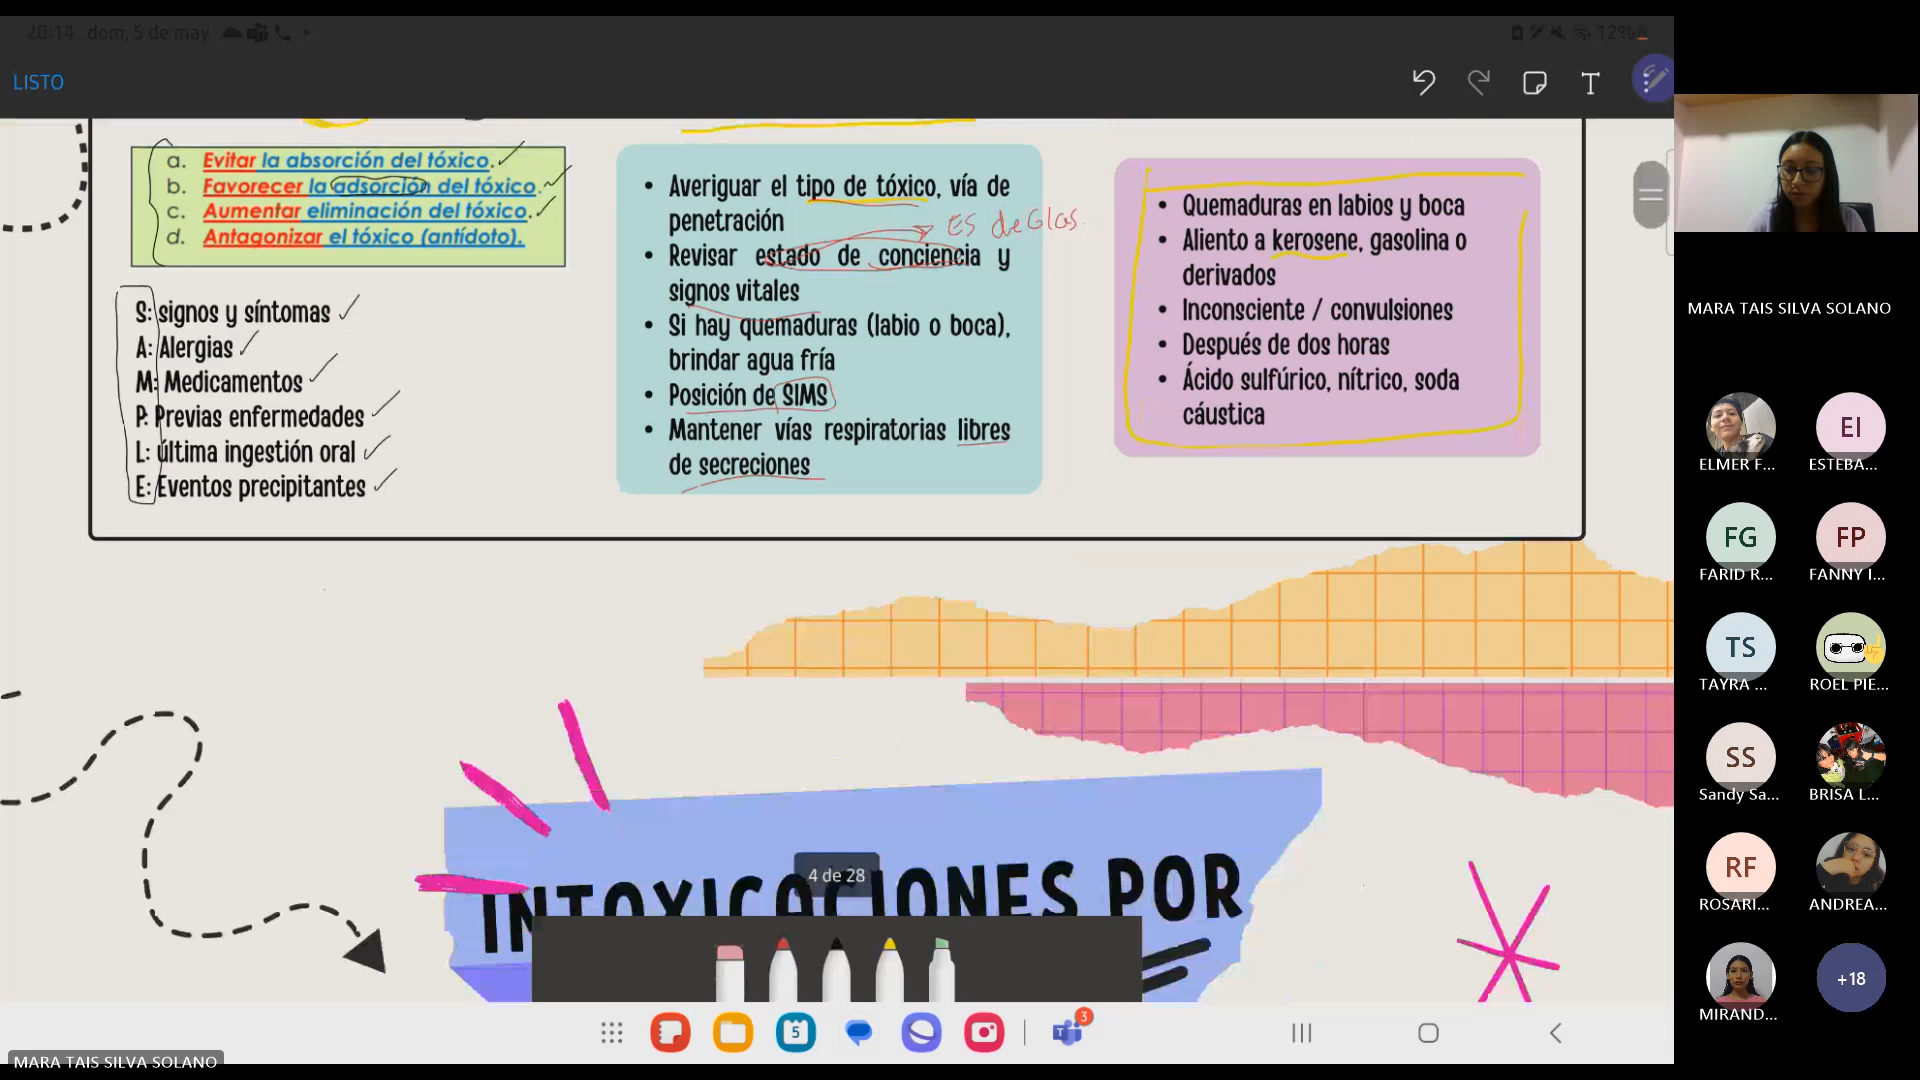 20:14 dom, 5 de may
12%
LISTO
a. Evitar la absorción del tóxico.
b. Favorecer la adsorción del tóxico.
c. Aumentar eliminación del tóxico.
d. Antagonizar el tóxico (antídoto).
S: signos y síntomas
A: Alergias
M: Medicamentos
P: Previas enfermedades
L: última ingestión oral
E: Eventos precipitantes
• Averiguar el tipo de tóxico, vía de
penetración
ES de Glas.
• Revisar estado de conciencia y
signos vitales
• Si hay quemaduras (labio o boca),
brindar agua fría
• Posición de SIMS
• Mantener vías respiratorias libres
de secreciones
• Quemaduras en labios y boca
• Aliento a kerosene, gasolina o
derivados
• Inconsciente / convulsiones
• Después de dos horas
• Ácido sulfúrico, nítrico, soda
cáustica
INTOXICACIONES POR
4 de 28
5
3
MARA TAIS SILVA SOLANO
MARA TAIS SILVA SOLANO
ELMER F...
EI
ESTEBA...
FG
FARID R...
FP
FANNY I...
TS
TAYRA ...
ROEL PIE...
SS
Sandy Sa...
BRISA L...
RF
ROSARI...
ANDREA...
MIRAND...
+18